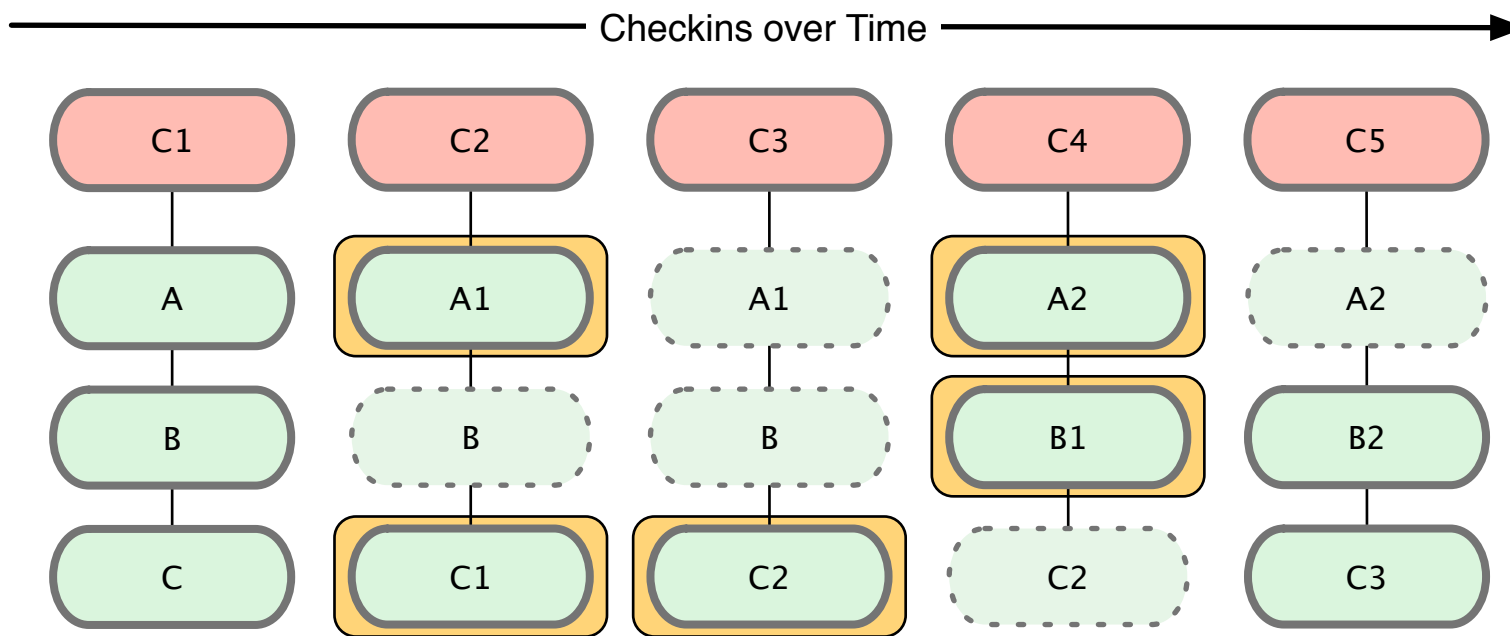 Checkins over Time
C1 C2 C3 C4 C5
A A1 A1 A2 A2
B B B B1 B2
C C1 C2 C2 C3